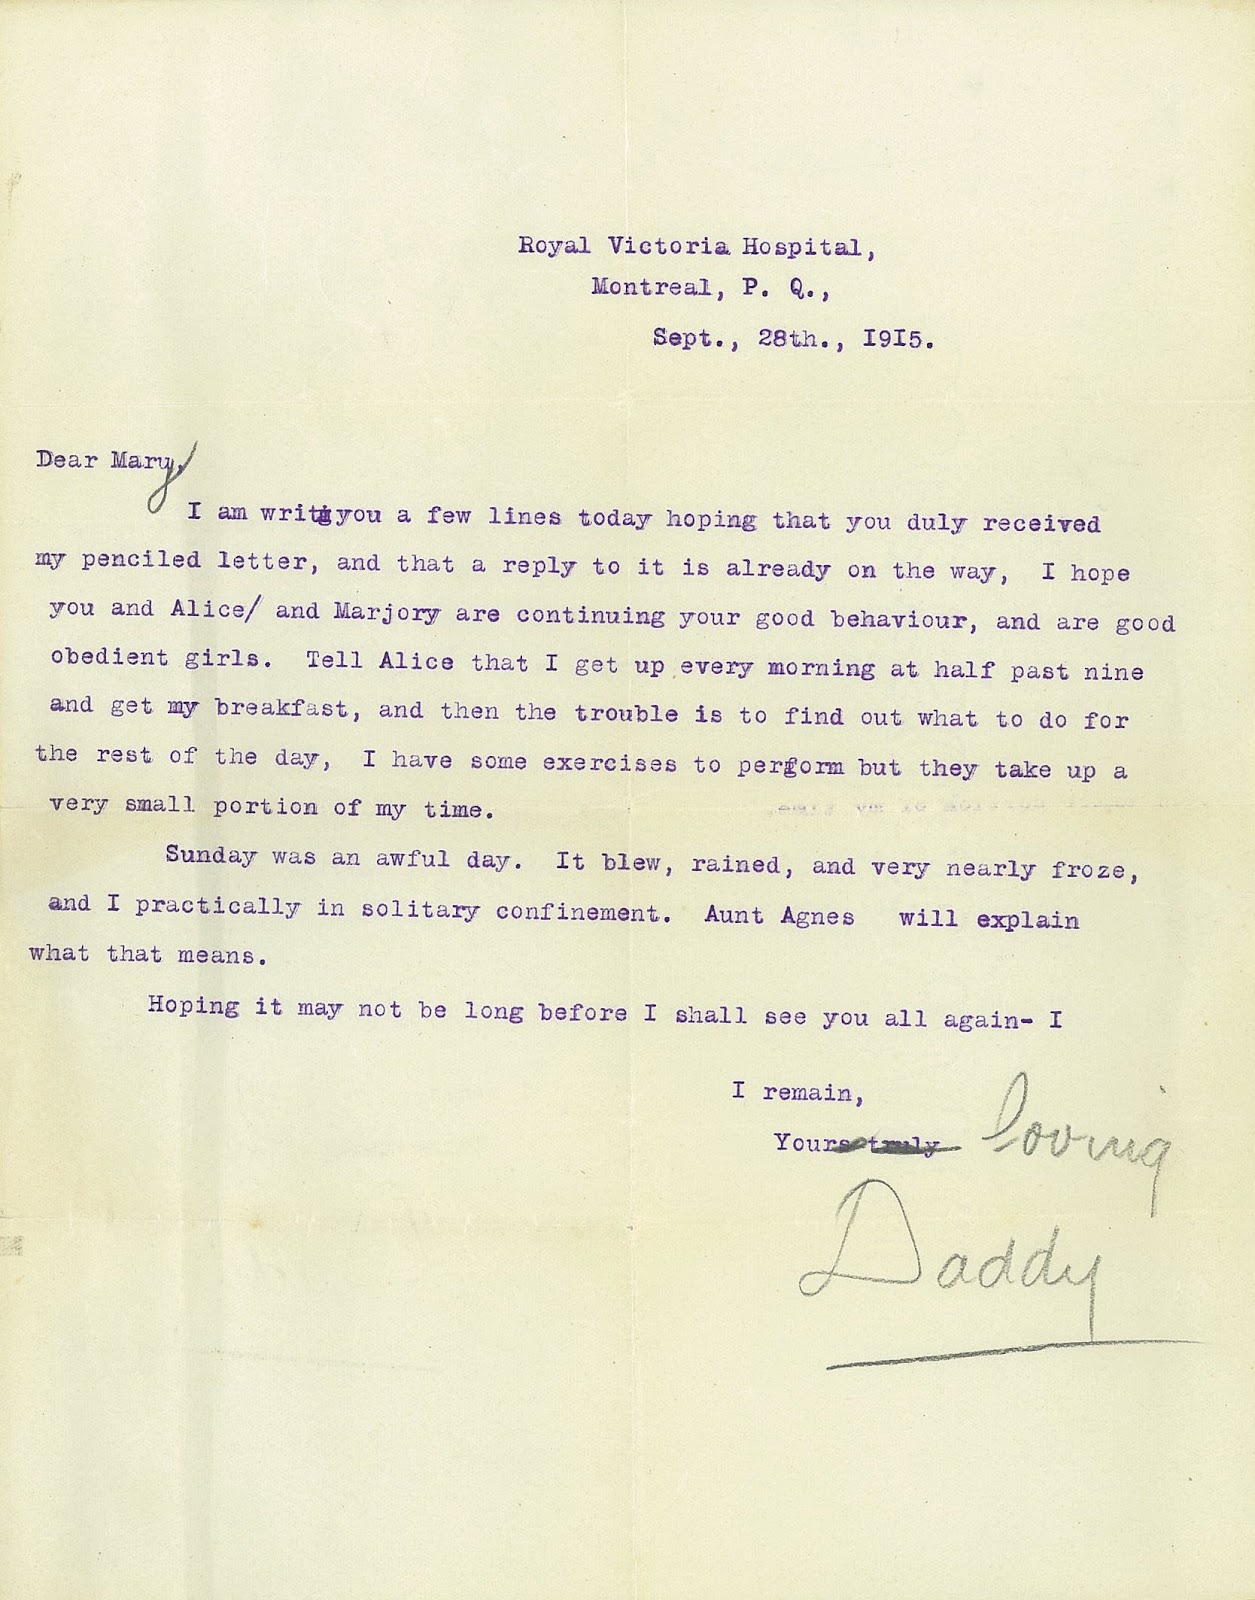 Royal Victoria Hospital,
Montreal, P. Q.,
Sept., 28th., I9I5.
Dear Mary,
I am writi you a few lines today hoping that you duly received
my penciled letter, and that a reply to it is already on the way, I hope
you and Alice/ and Marjory are continuing your good behaviour, and are good
obedient girls. Tell Alice that I get up every morning at half past nine
and get my breakfast, and then the trouble is to find out what to do for
the rest of the day, I have some exercises to perform but they take up a
very small portion of my time.
Sunday was an awful day. It blew, rained, and very nearly froze,
and I practically in solitary confinement. Aunt Agnes will explain
what that means.
Hoping it may not be long before I shall see you all again- I
I remain,
Yours truly loving
Daddy